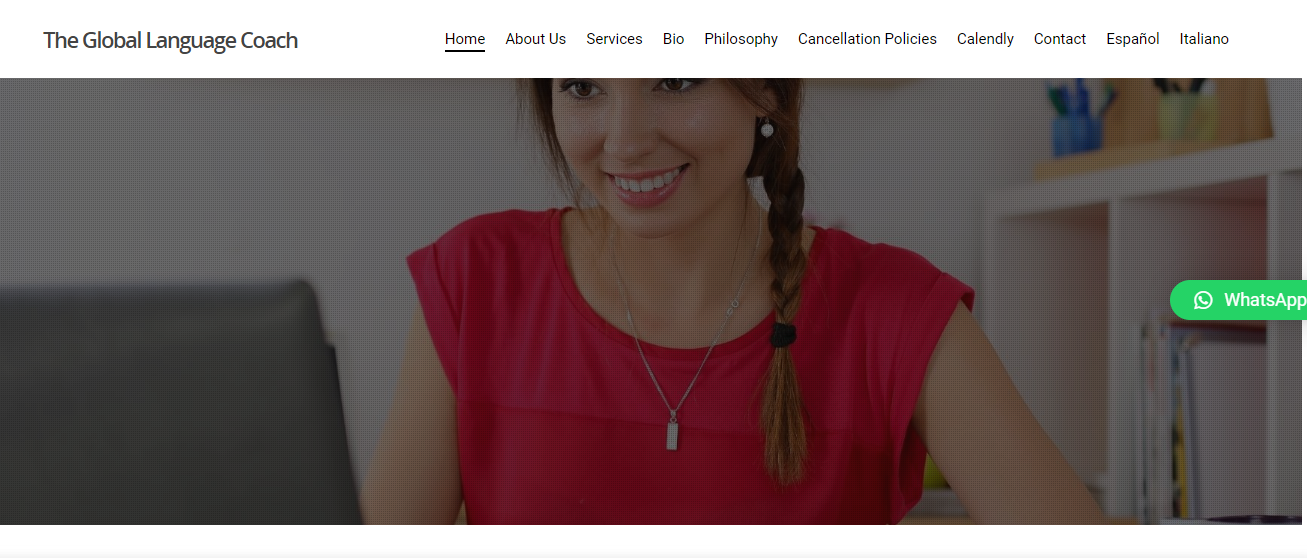 The Global Language Coach
Home About Us Services Bio Philosophy Cancellation Policies Calendly Contact Español Italiano
WhatsApp